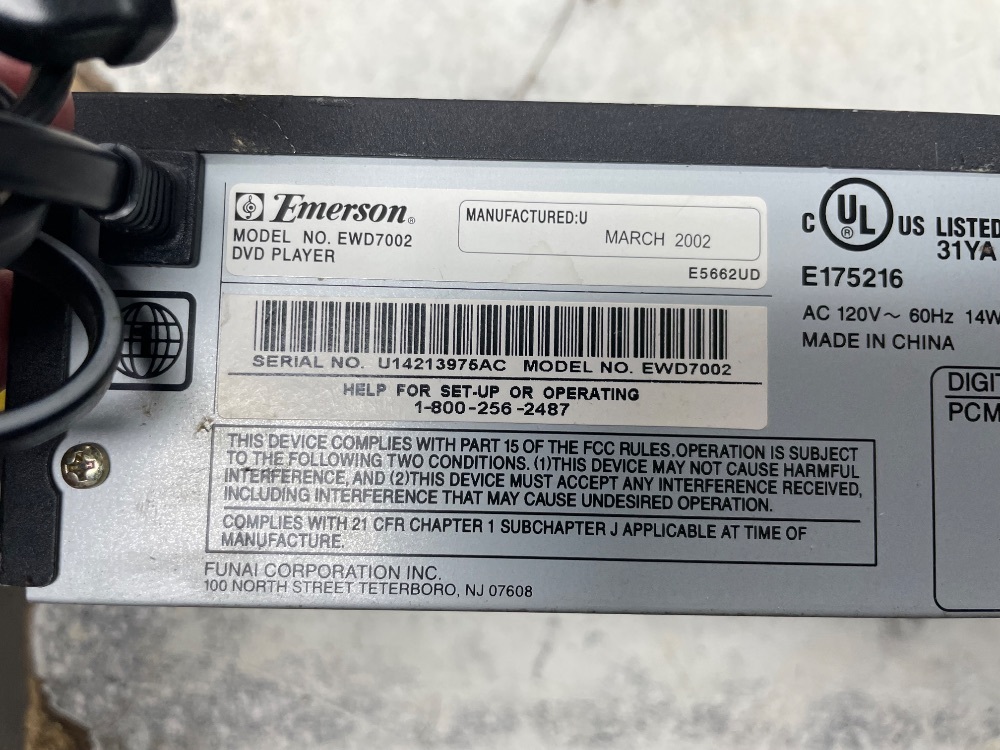 Emerson®
MODEL NO. EWD7002
DVD PLAYER
MANUFACTURED:U
MARCH 2002
E5662UD
SERIAL NO. U14213975AC MODEL NO. EWD7002
HELP FOR SET-UP OR OPERATING
1-800-256-2487
THIS DEVICE COMPLIES WITH PART 15 OF THE FCC RULES.OPERATION IS SUBJECT
TO THE FOLLOWING TWO CONDITIONS. (1)THIS DEVICE MAY NOT CAUSE HARMFUL
INTERFERENCE, AND (2)THIS DEVICE MUST ACCEPT ANY INTERFERENCE RECEIVED,
INCLUDING INTERFERENCE THAT MAY CAUSE UNDESIRED OPERATION.
COMPLIES WITH 21 CFR CHAPTER 1 SUBCHAPTER J APPLICABLE AT TIME OF
MANUFACTURE.
FUNAI CORPORATION INC.
100 NORTH STREET TETERBORO, NJ 07608
C UL® US LISTED
31YA
E175216
AC 120V~ 60Hz 14W
MADE IN CHINA
DIGIT
PCM
1